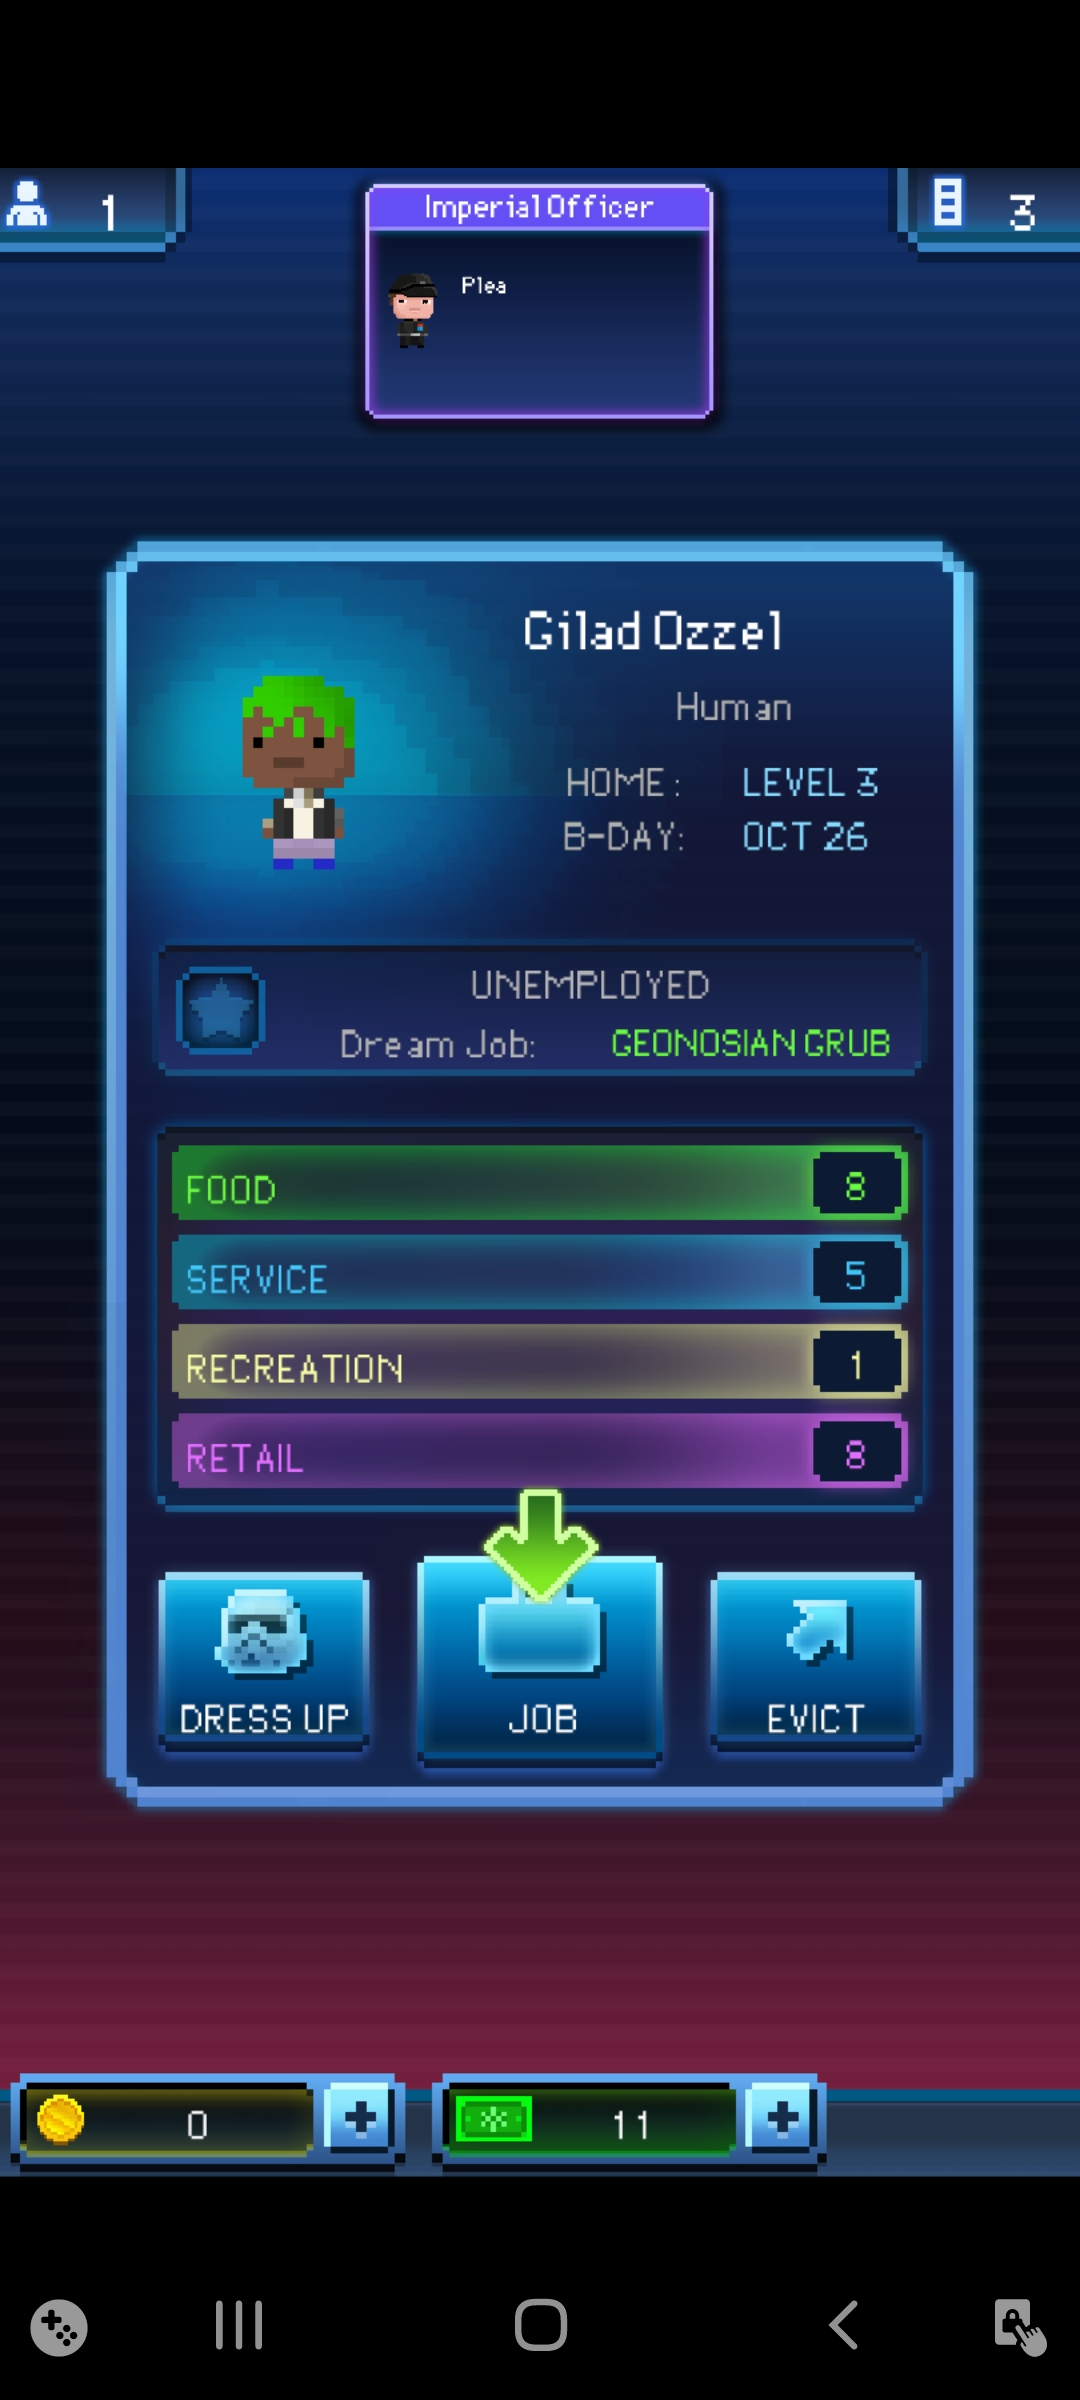 1
Imperial Officer
3
Plea
Gilad Ozzel
Human
HOME: LEVEL 3
B-DAY: OCT 26
UNEMPLOYED
Dream Job: GEONOSIAN GRUB
FOOD 8
SERVICE 5
RECREATION 1
RETAIL 8
DRESS UP
JOB
EVICT
0
11